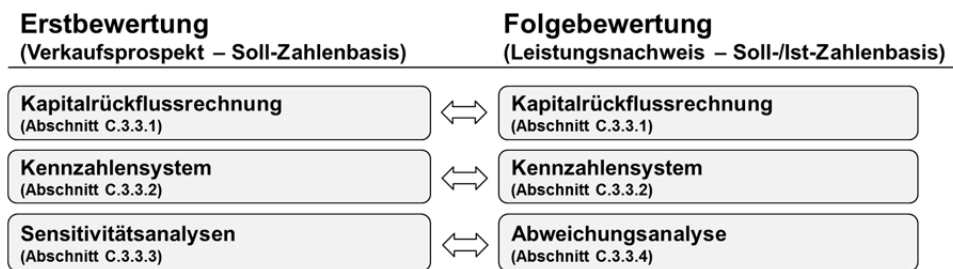 Erstbewertung
(Verkaufsprospekt – Soll-Zahlenbasis)
Folgebewertung
(Leistungsnachweis – Soll-/Ist-Zahlenbasis)
Kapitalrückflussrechnung
(Abschnitt C.3.3.1)
Kapitalrückflussrechnung
(Abschnitt C.3.3.1)
Kennzahlensystem
(Abschnitt C.3.3.2)
Kennzahlensystem
(Abschnitt C.3.3.2)
Sensitivitätsanalysen
(Abschnitt C.3.3.3)
Abweichungsanalyse
(Abschnitt C.3.3.4)